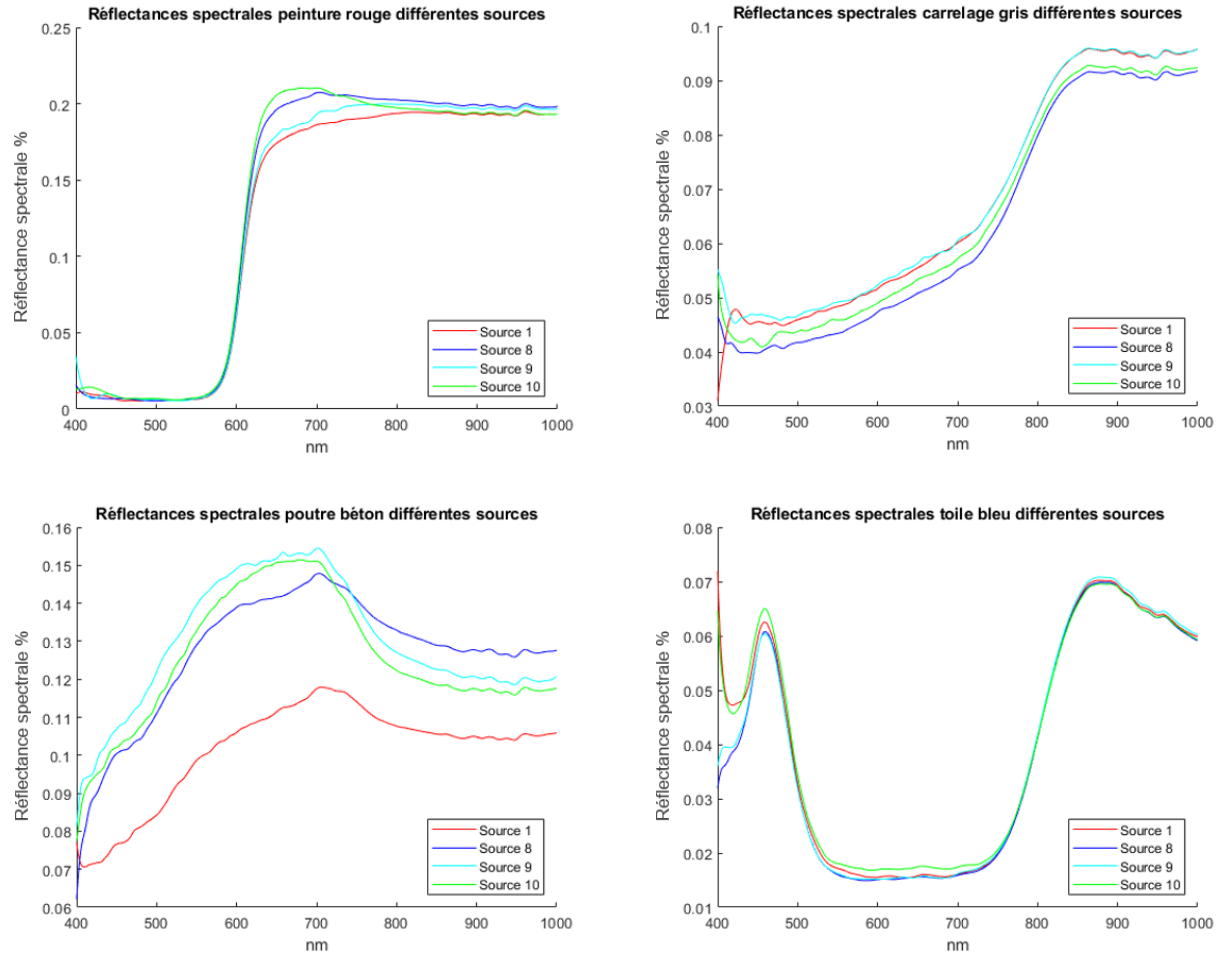 Réflectances spectrales peinture rouge différentes sources
0.25
0.2
0.15
0.1
0.05
0
Réflectance spectrale %
400 500 600 700 800 900 1000
nm
Source 1
Source 8
Source 9
Source 10
Réflectances spectrales carrelage gris différentes sources
0.1
0.09
0.08
0.07
0.06
0.05
0.04
0.03
Réflectance spectrale %
400 500 600 700 800 900 1000
nm
Source 1
Source 8
Source 9
Source 10
Réflectances spectrales poutre béton différentes sources
0.16
0.15
0.14
0.13
0.12
0.11
0.1
0.09
0.08
0.07
0.06
Réflectance spectrale %
400 500 600 700 800 900 1000
nm
Source 1
Source 8
Source 9
Source 10
Réflectances spectrales toile bleu différentes sources
0.08
0.07
0.06
0.05
0.04
0.03
0.02
0.01
Réflectance spectrale %
400 500 600 700 800 900 1000
nm
Source 1
Source 8
Source 9
Source 10